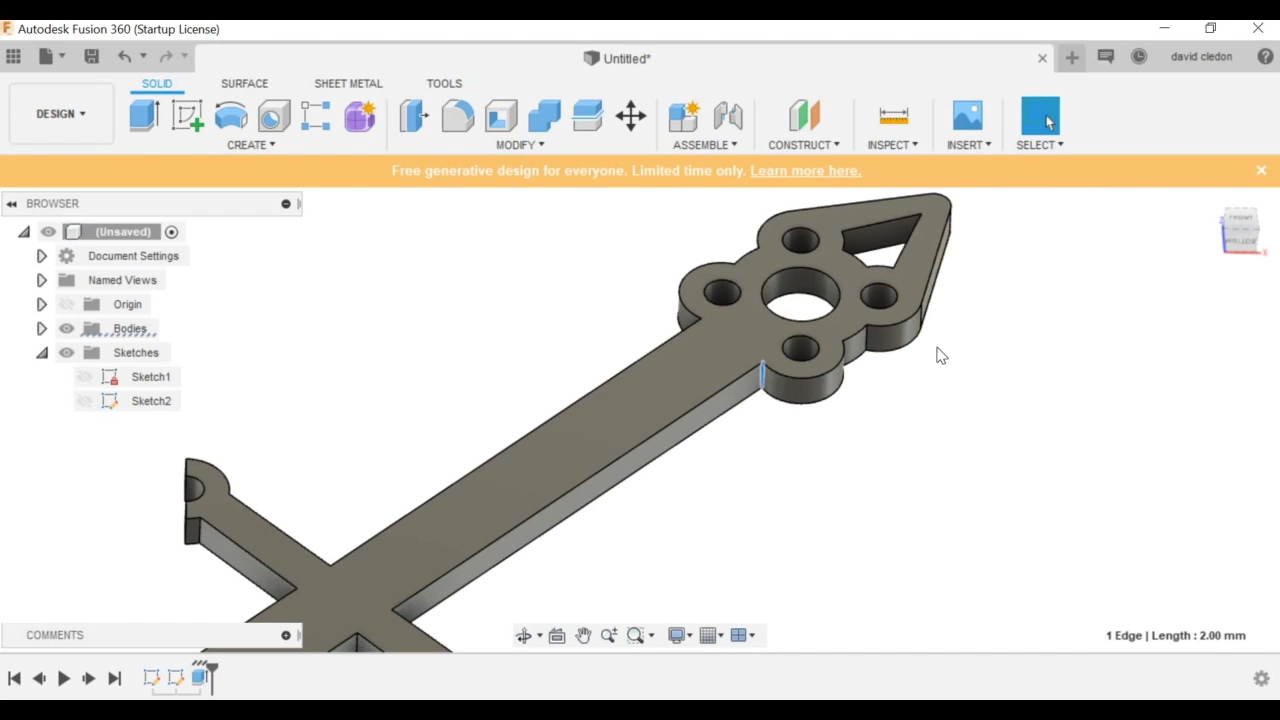 Autodesk Fusion 360 (Startup License)
Untitled*
david cledon
DESIGN
SOLID SURFACE SHEET METAL TOOLS
CREATE MODIFY ASSEMBLE CONSTRUCT INSPECT INSERT SELECT
Free generative design for everyone. Limited time only. Learn more here.
BROWSER
(Unsaved)
Document Settings
Named Views
Origin
Bodies
Sketches
Sketch1
Sketch2
FRONT
X
COMMENTS
1 Edge | Length : 2.00 mm